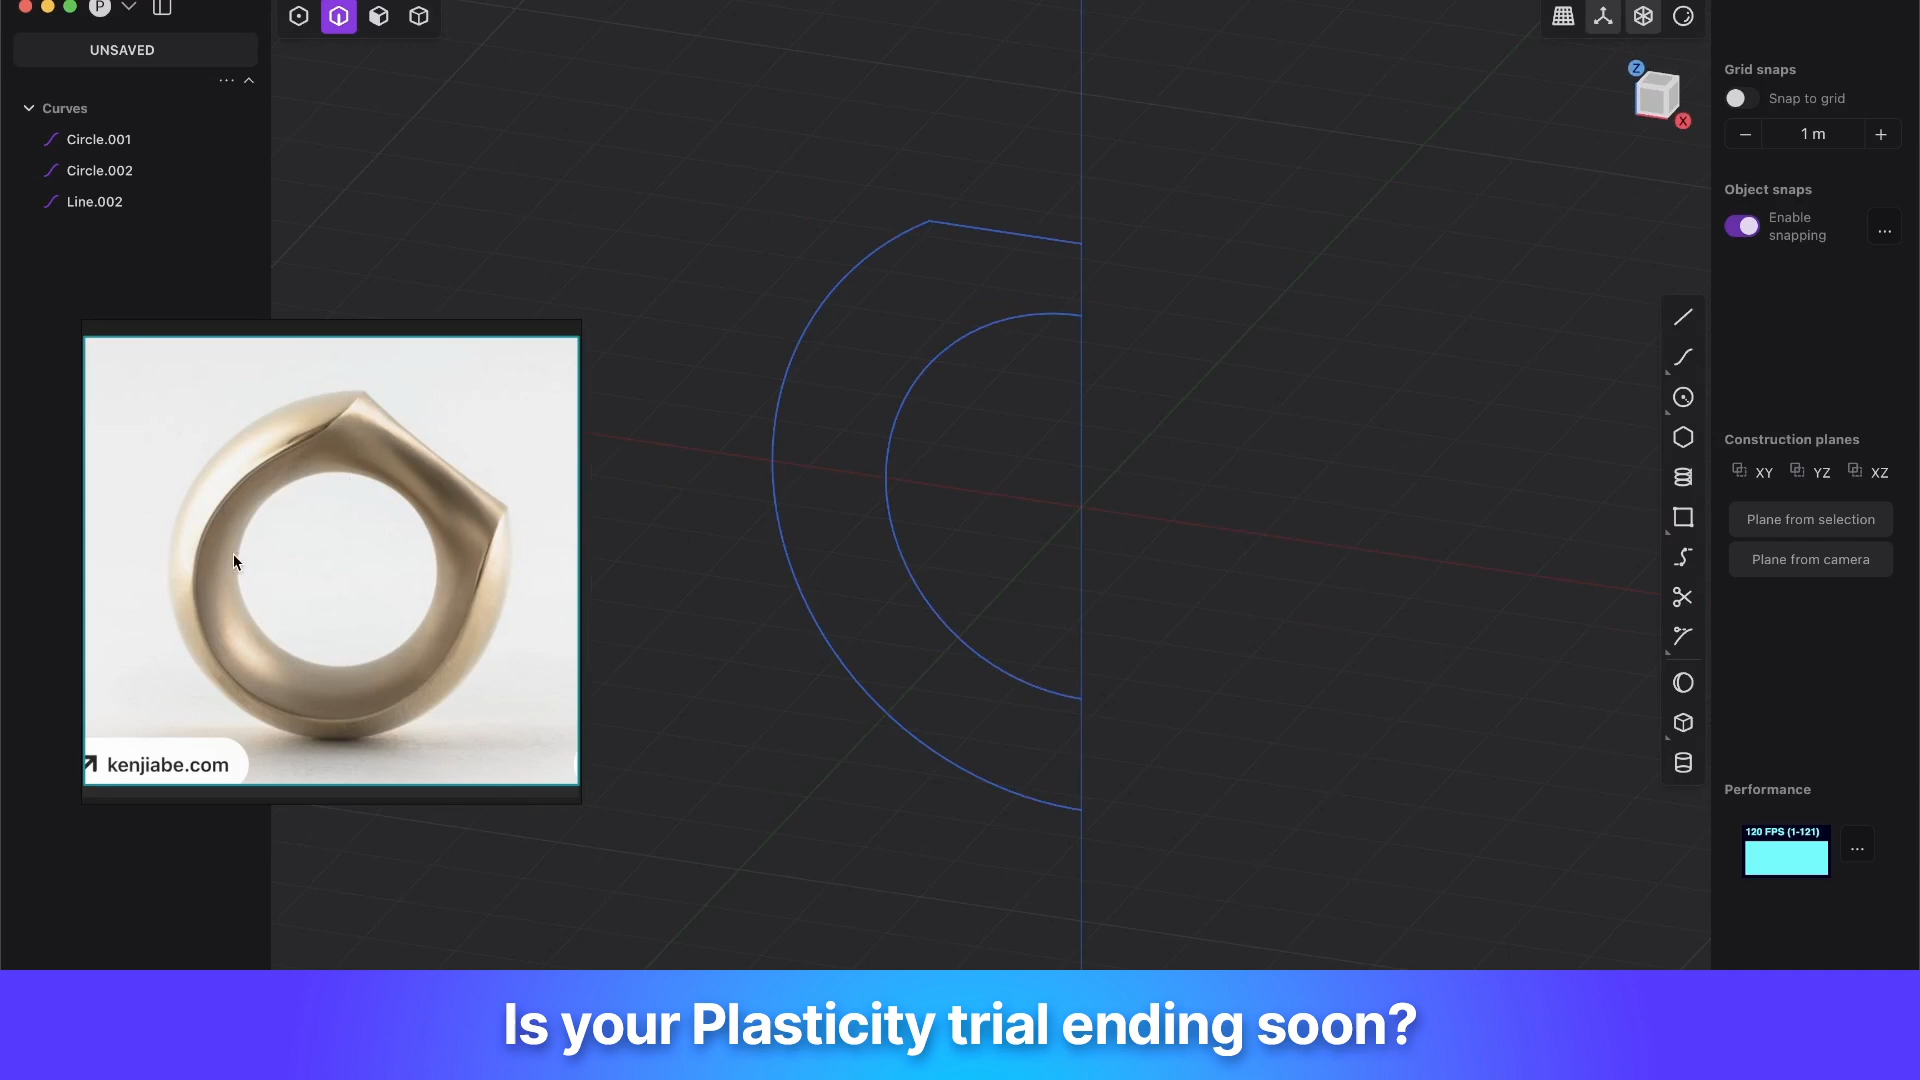 P
UNSAVED
Curves
Circle.001
Circle.002
Line.002
kenjiabe.com
Z
X
Grid snaps
Snap to grid
− 1 m +
Object snaps
Enable
snapping
...
Construction planes
XY YZ XZ
Plane from selection
Plane from camera
Performance
120 FPS (1-121)
...
Is your Plasticity trial ending soon?